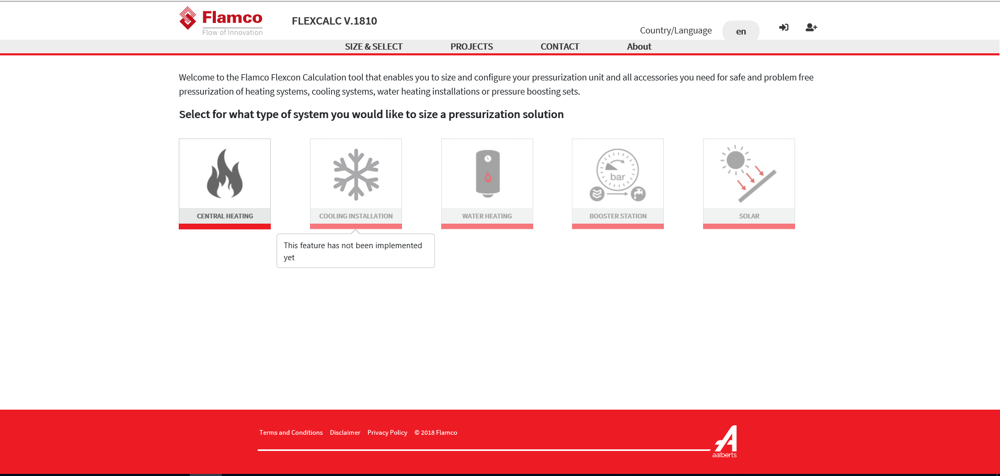 Flamco
Flow of Innovation
FLEXCALC V.1810
Country/Language
en
SIZE & SELECT
PROJECTS
CONTACT
About
Welcome to the Flamco Flexcon Calculation tool that enables you to size and configure your pressurization unit and all accessories you need for safe and problem free
pressurization of heating systems, cooling systems, water heating installations or pressure boosting sets.
Select for what type of system you would like to size a pressurization solution
bar
CENTRAL HEATING
COOLING INSTALLATION
WATER HEATING
BOOSTER STATION
SOLAR
This feature has not been implemented
yet
Terms and Conditions
Disclaimer
Privacy Policy
© 2018 Flamco
aalberts